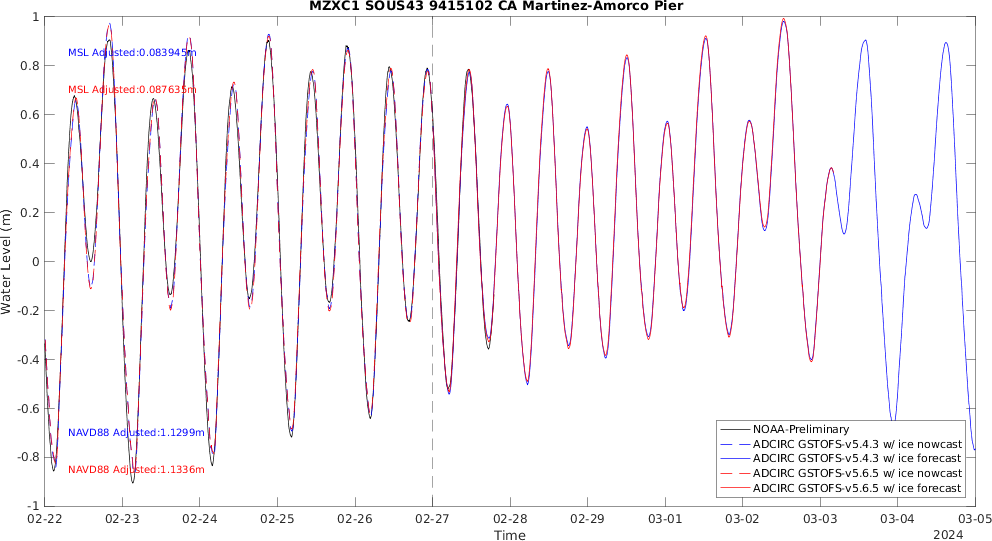 MZXC1 SOUS43 9415102 CA Martinez-Amorco Pier
1
0.8
0.6
0.4
0.2
0
-0.2
-0.4
-0.6
-0.8
-1
Water Level (m)
MSL Adjusted:0.083945m
MSL Adjusted:0.087635m
NAVD88 Adjusted:1.1299m
NAVD88 Adjusted:1.1336m
NOAA-Preliminary
ADCIRC GSTOFS-v5.4.3 w/ ice nowcast
ADCIRC GSTOFS-v5.4.3 w/ ice forecast
ADCIRC GSTOFS-v5.6.5 w/ ice nowcast
ADCIRC GSTOFS-v5.6.5 w/ ice forecast
02-22 02-23 02-24 02-25 02-26 02-27 02-28 02-29 03-01 03-02 03-03 03-04 03-05
Time
2024